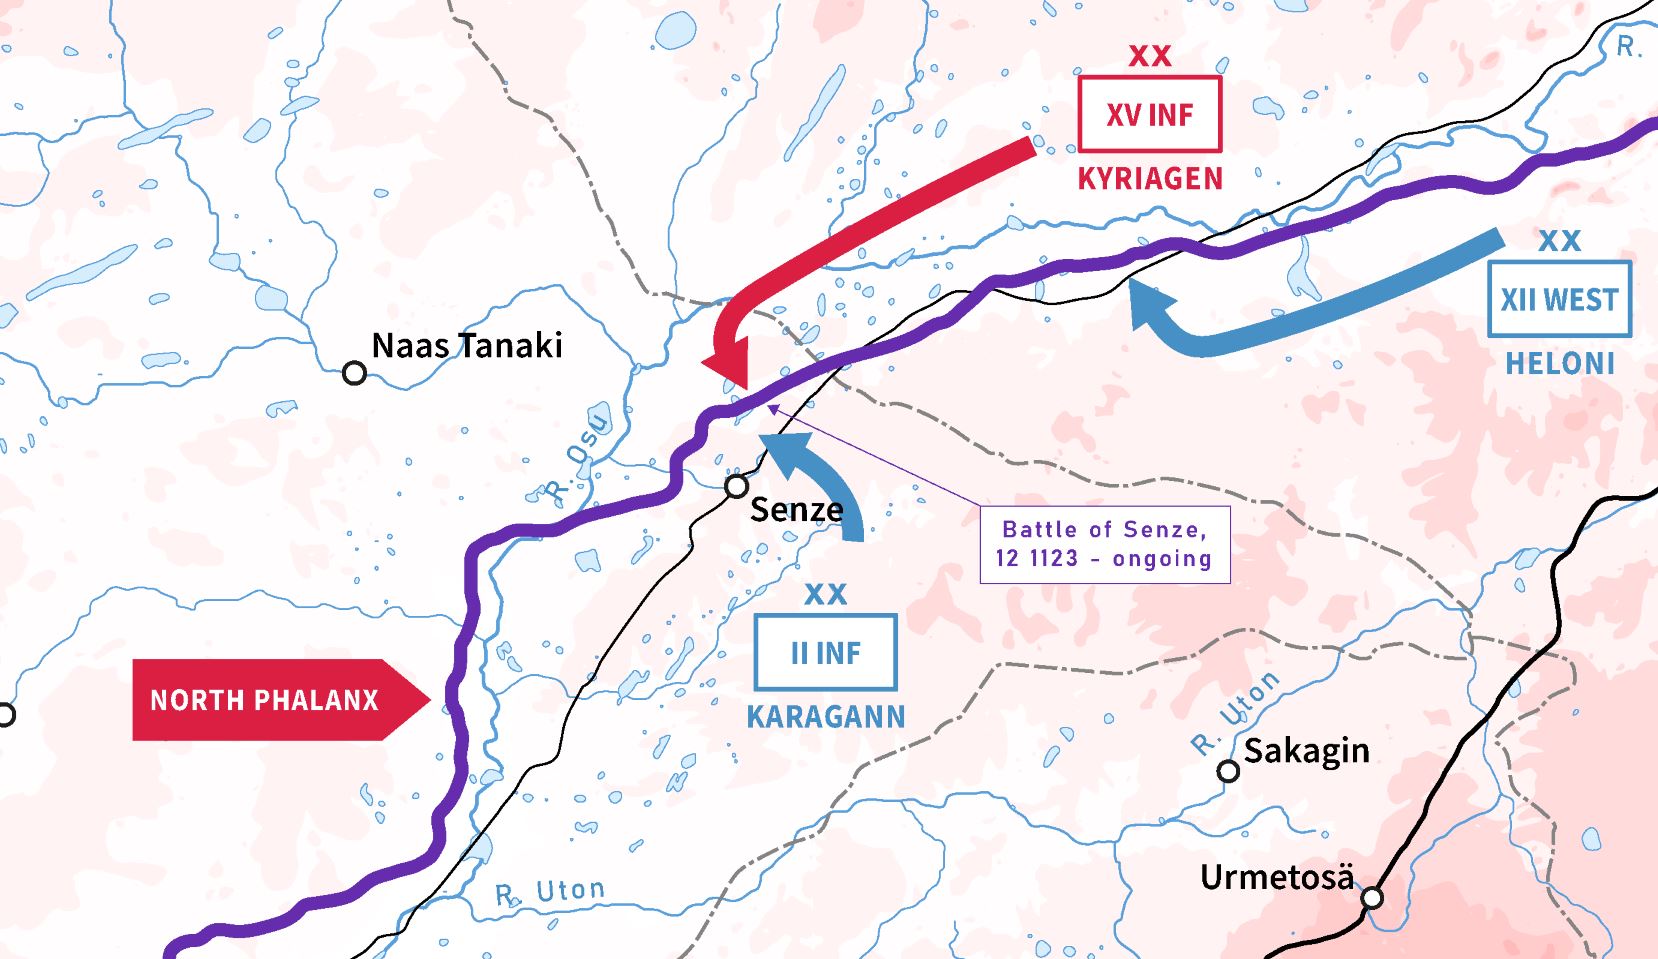 R.
XX
XV INF
KYRIAGEN
XX
XII WEST
HELONI
Naas Tanaki
R. Osu
Senze
Battle of Senze,
12 1123 - ongoing
XX
II INF
KARAGANN
NORTH PHALANX
R. Uton
Sakagin
Urmetosä
R. Uton